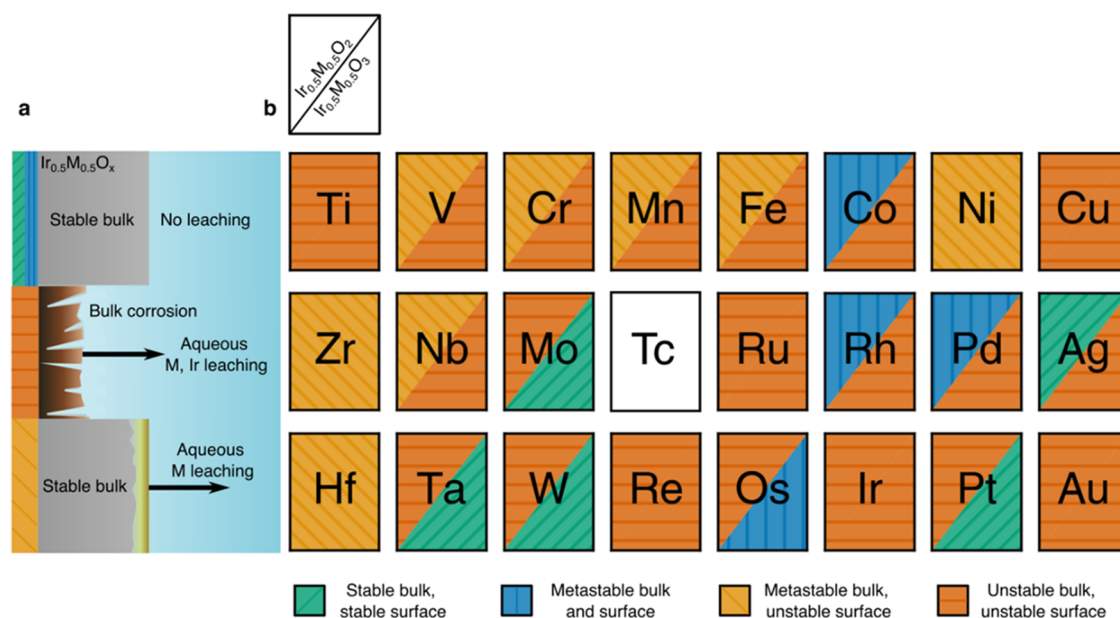 Ir0.5M0.5O2
Ir0.5M0.5O3
a
b
Ir0.5M0.5Ox
Stable bulk
No leaching
Bulk corrosion
Aqueous
M, Ir leaching
Aqueous
M leaching
Stable bulk
Ti V Cr Mn Fe Co Ni Cu
Zr Nb Mo Tc Ru Rh Pd Ag
Hf Ta W Re Os Ir Pt Au
Stable bulk,
stable surface
Metastable bulk
and surface
Metastable bulk,
unstable surface
Unstable bulk,
unstable surface